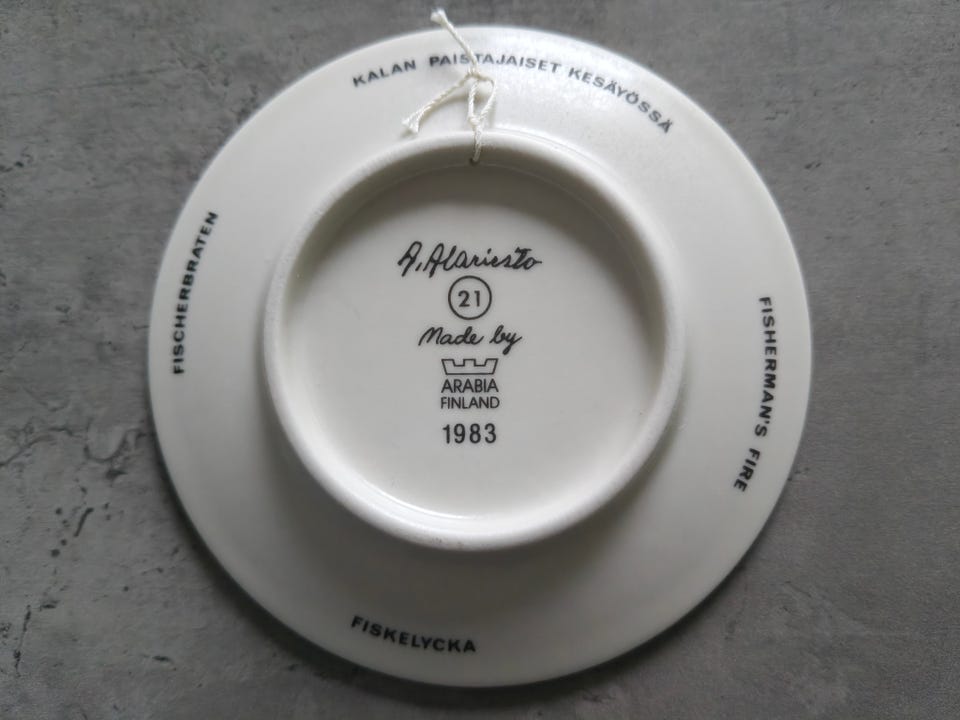 KALAN PAISTAJAISET KESÄYÖSSÄ
FISCHERBRATEN
FISHERMAN'S FIRE
FISKELYCKA
A. Alariesto
21
Made by
ARABIA
FINLAND
1983